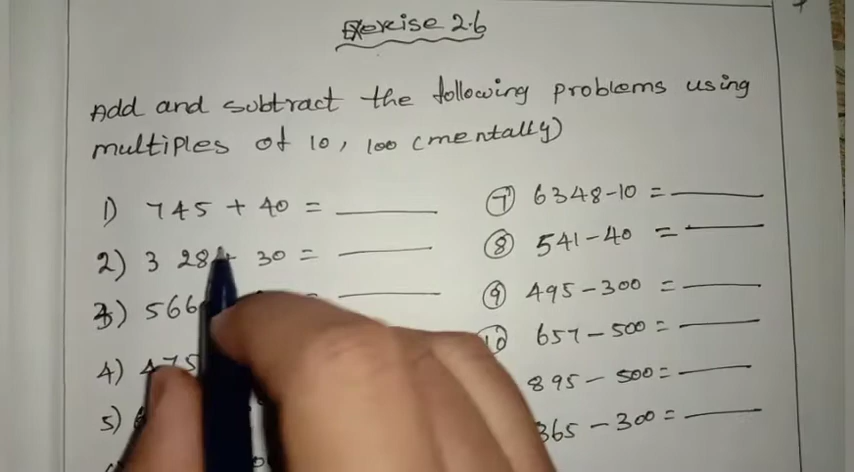 Exercise 2.6
Add and subtract the following problems using
multiples of 10, 100 (mentally)
1) 745 + 40 =
2) 328+ 30 =
3) 566
4) 475
5)
7 6348-10 =
8 541-40 =
9 495-300 =
10 657-500 =
895-500=
365-300=